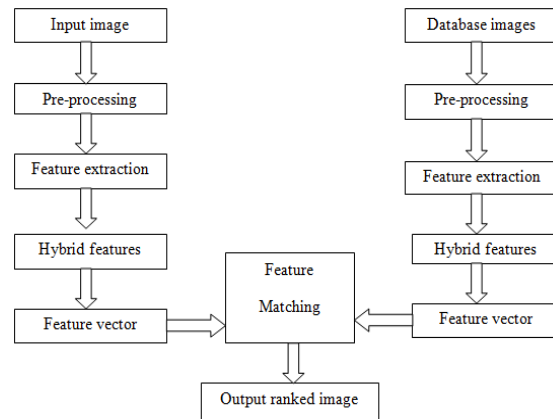 Input image
Pre-processing
Feature extraction
Hybrid features
Feature vector
Database images
Pre-processing
Feature extraction
Hybrid features
Feature vector
Feature
Matching
Output ranked image